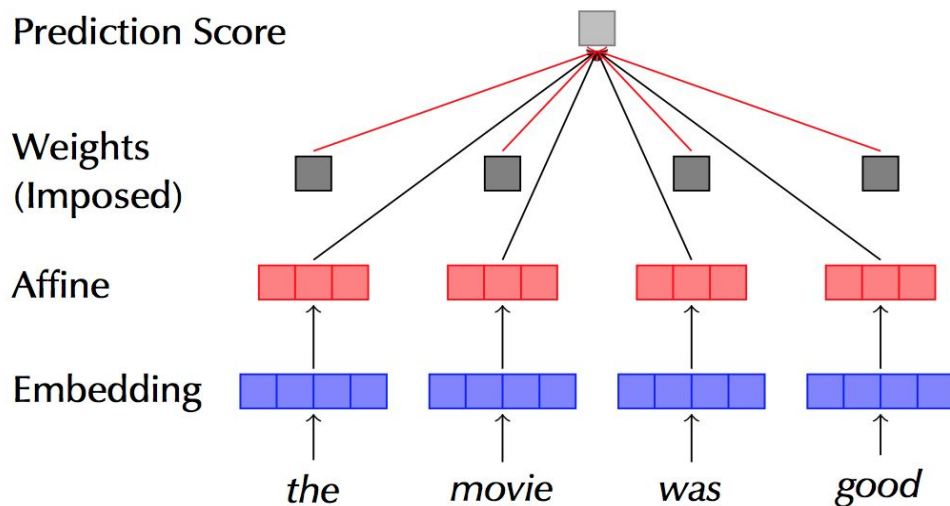 Prediction Score
Weights
(Imposed)
Affine
Embedding
the movie was good